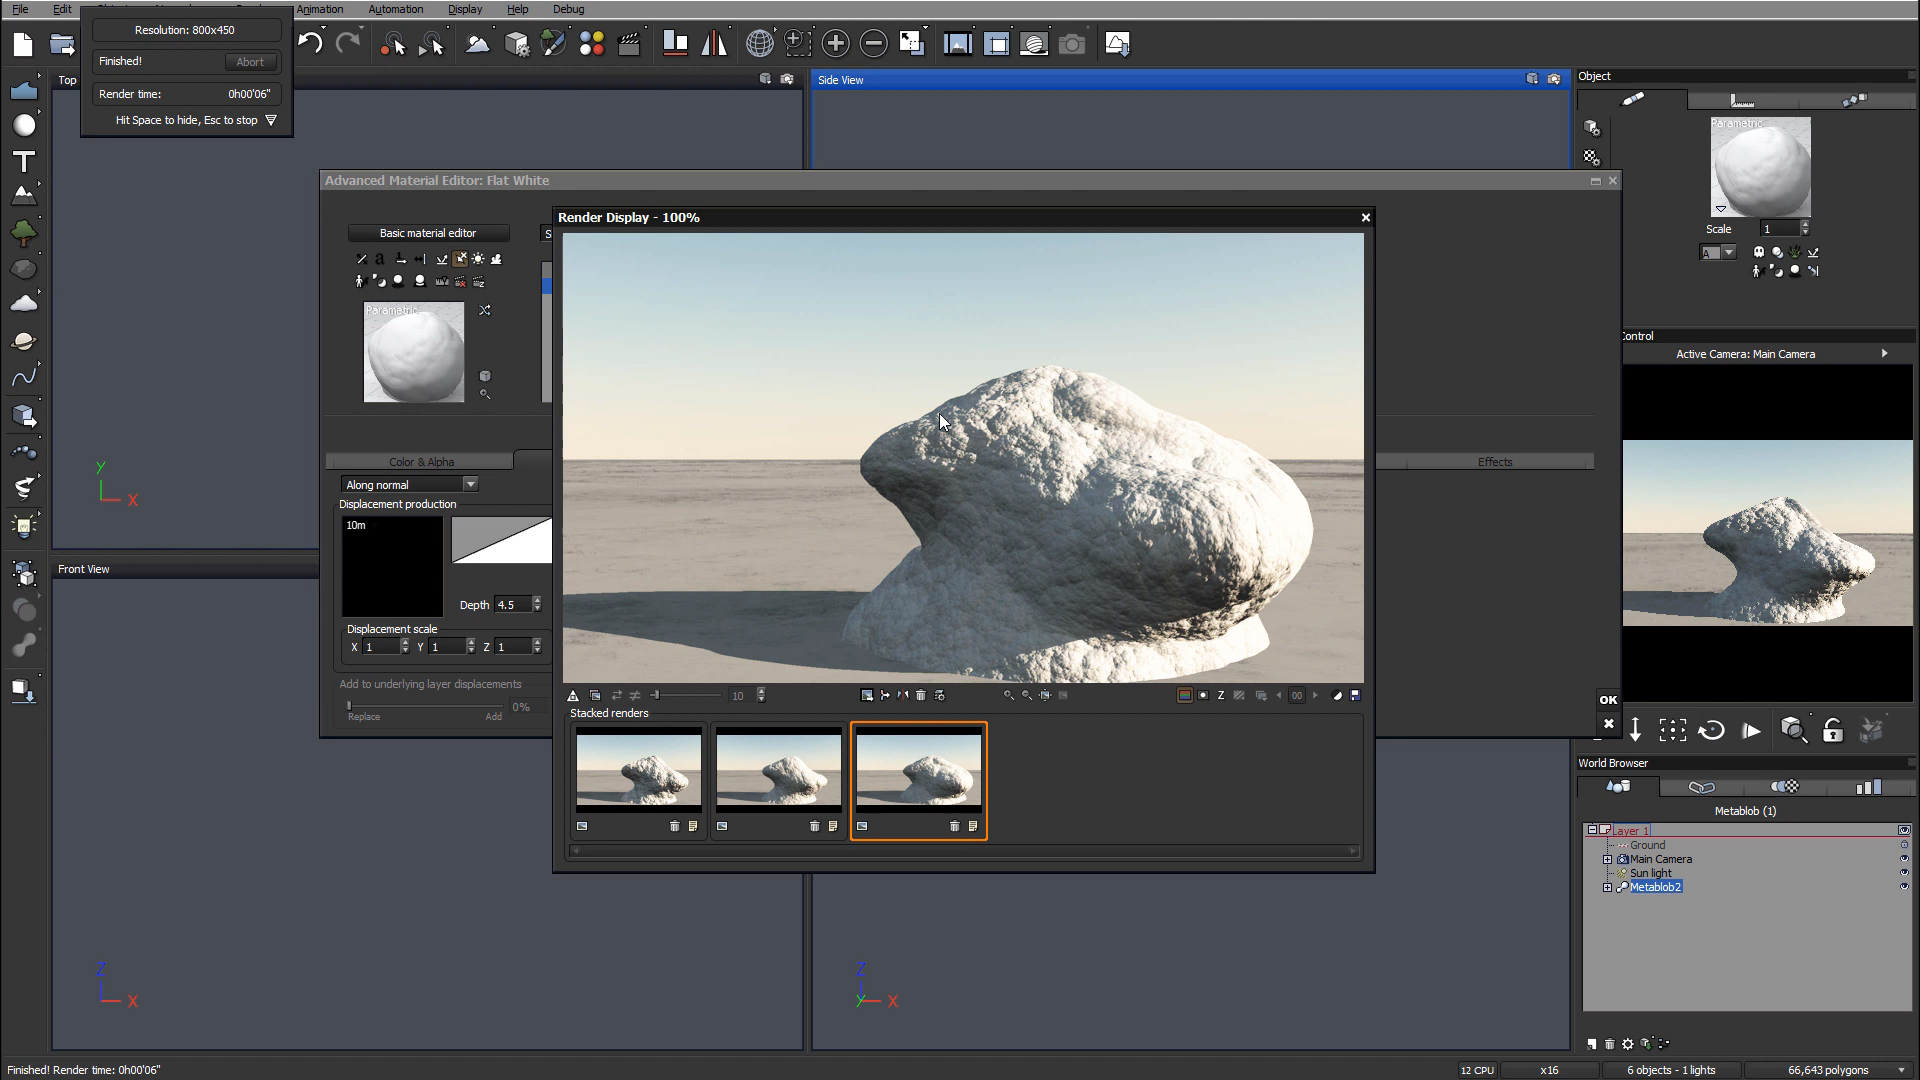 File Edit Animation Automation Display Help Debug
Resolution: 800x450
Finished! Abort
Render time: 0h00'06"
Hit Space to hide, Esc to stop
Top
Side View
Object
Parametric
Scale 1
A
Advanced Material Editor: Flat White
Render Display - 100%
Basic material editor
S
Parametric
Control
Active Camera: Main Camera
Color & Alpha
Effects
Along normal
Displacement production
10m
Depth 4.5
Displacement scale
X 1 Y 1 Z 1
Add to underlying layer displacements
0%
Replace Add
10
Z
00
OK
Stacked renders
Front View
World Browser
Metablob (1)
Layer 1
Ground
Main Camera
Sun light
Metablob2
Y
X
Z
X
Z
Y
X
Finished! Render time: 0h00'06"
12 CPU x16 6 objects - 1 lights 66,643 polygons